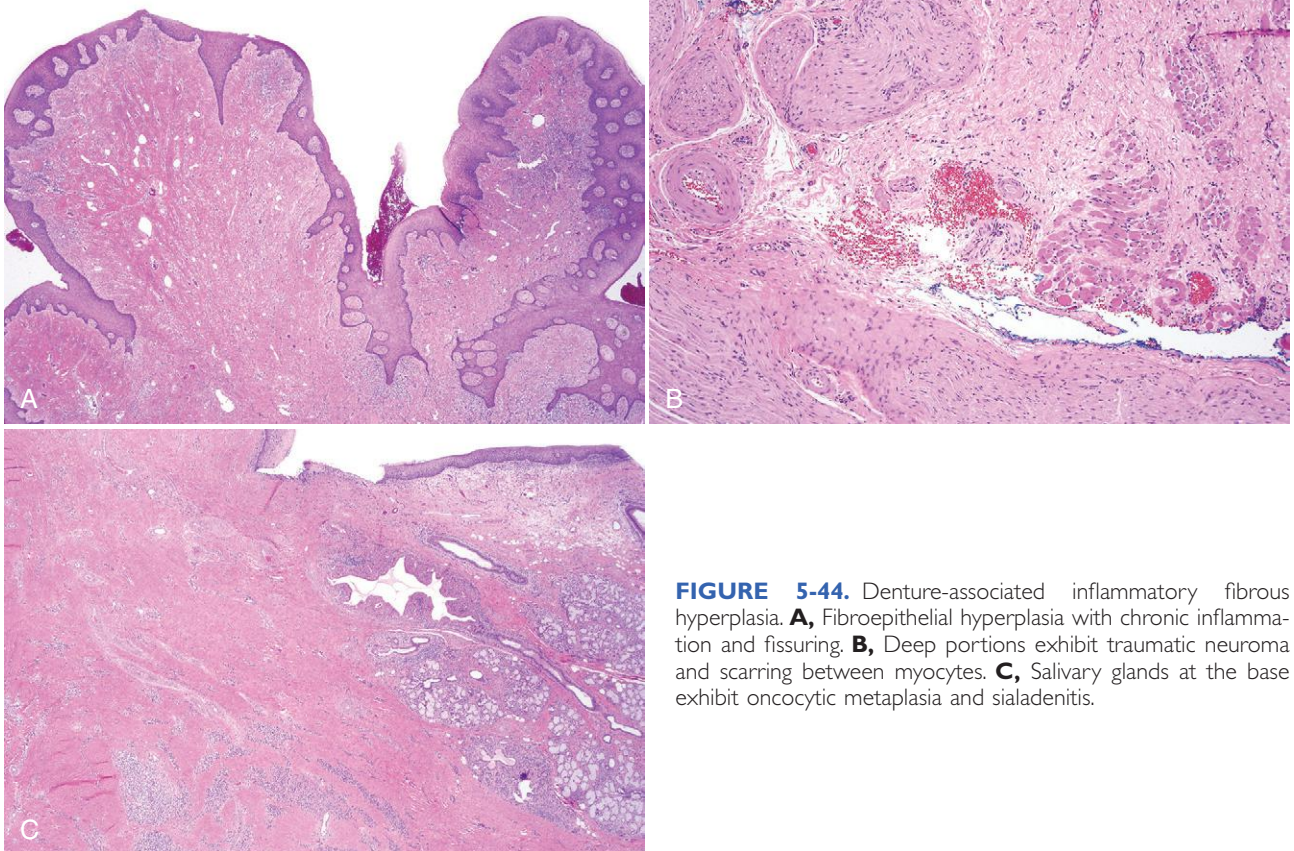 A
B
C
FIGURE 5-44. Denture-associated inflammatory fibrous
hyperplasia. A, Fibroepithelial hyperplasia with chronic inflamma-
tion and fissuring. B, Deep portions exhibit traumatic neuroma
and scarring between myocytes. C, Salivary glands at the base
exhibit oncocytic metaplasia and sialadenitis.